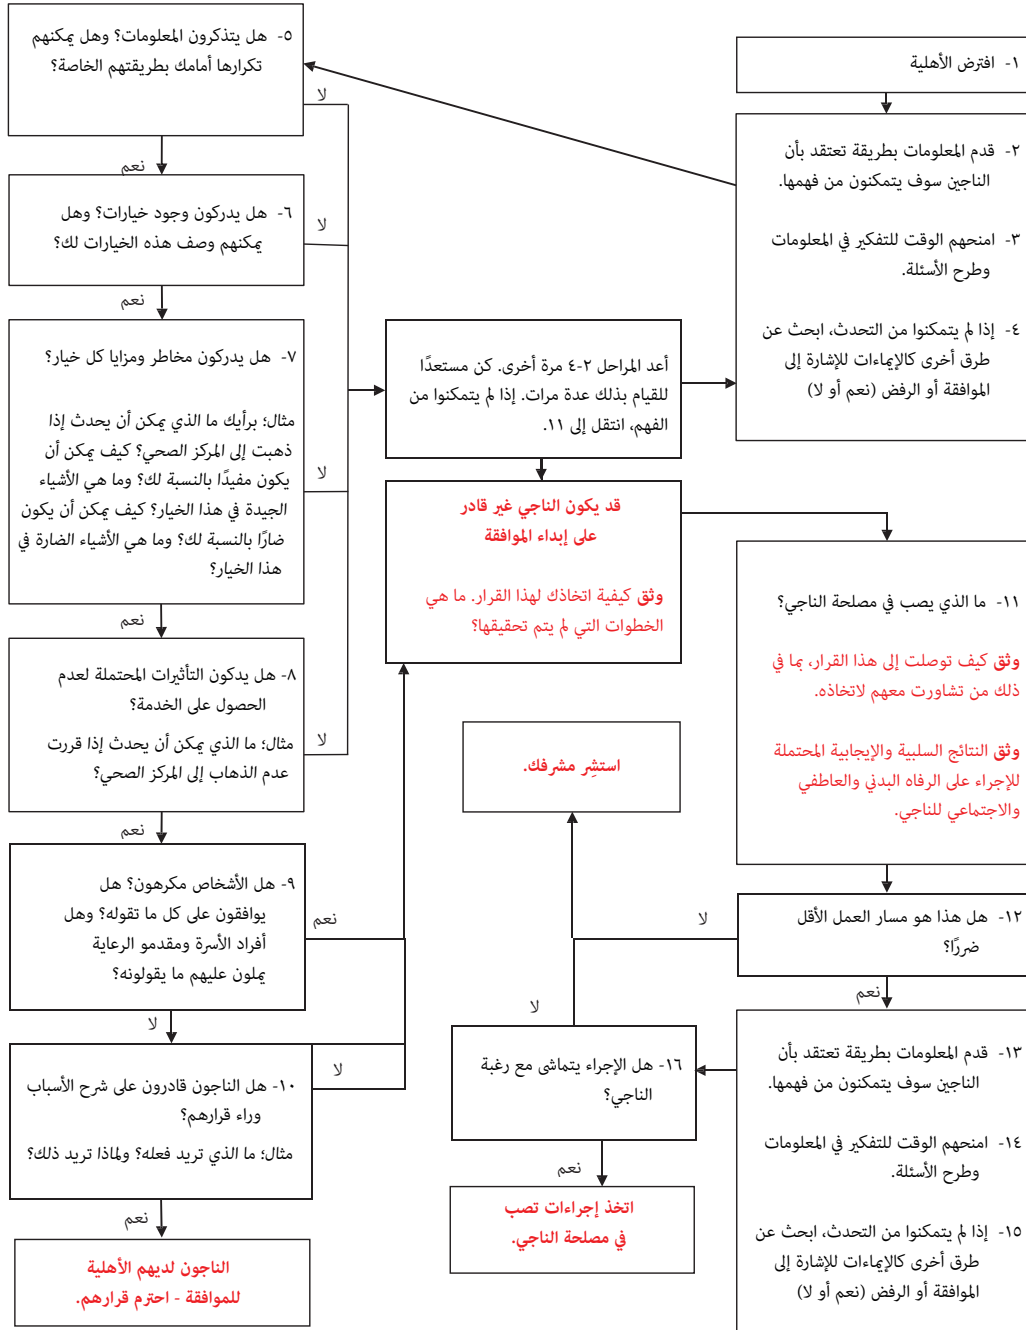 ١- افترض الأهلية
٢- قدم المعلومات بطريقة تعتقد بأن
الناجين سوف يتمكنون من فهمها.
٣- امنحهم الوقت للتفكير في المعلومات
وطرح الأسئلة.
٤- إذا لم يتمكنوا من التحدث، ابحث عن
طرق أخرى كالإيماءات للإشارة إلى
الموافقة أو الرفض (نعم أو لا)
٥- هل يتذكرون المعلومات؟ وهل يمكنهم
تكرارها أمامك بطريقتهم الخاصة؟
لا
نعم
٦- هل يدركون وجود خيارات؟ وهل
يمكنهم وصف هذه الخيارات لك؟
لا
نعم
٧- هل يدركون مخاطر ومزايا كل خيار؟
مثال؛ برأيك ما الذي يمكن أن يحدث إذا
ذهبت إلى المركز الصحي؟ كيف يمكن أن
يكون مفيدًا بالنسبة لك؟ وما هي الأشياء
الجيدة في هذا الخيار؟ كيف يمكن أن يكون
ضارًا بالنسبة لك؟ وما هي الأشياء الضارة في
هذا الخيار؟
لا
نعم
٨- هل يدكون التأثيرات المحتملة لعدم
الحصول على الخدمة؟
مثال؛ ما الذي يمكن أن يحدث إذا قررت
عدم الذهاب إلى المركز الصحي؟
لا
نعم
٩- هل الأشخاص مكرهون؟ هل
يوافقون على كل ما تقوله؟ وهل
أفراد الأسرة ومقدمو الرعاية
يملون عليهم ما يقولونه؟
نعم
لا
١٠- هل الناجون قادرون على شرح الأسباب
وراء قرارهم؟
مثال؛ ما الذي تريد فعله؟ ولماذا تريد ذلك؟
لا
نعم
الناجون لديهم الأهلية
للموافقة - احترم قرارهم.
أعد المراحل ٢-٤ مرة أخرى. كن مستعدًا
للقيام بذلك عدة مرات. إذا لم يتمكنوا من
الفهم، انتقل إلى ١١.
قد يكون الناجي غير قادر
على إبداء الموافقة
وثق كيفية اتخاذك لهذا القرار. ما هي
الخطوات التي لم يتم تحقيقها؟
١١- ما الذي يصب في مصلحة الناجي؟
وثق كيف توصلت إلى هذا القرار، بما في
ذلك من تشاورت معهم لاتخاذه.
وثق النتائج السلبية والإيجابية المحتملة
للإجراء على الرفاه البدني والعاطفي
والاجتماعي للناجي.
١٢- هل هذا هو مسار العمل الأقل
ضررًا؟
لا
نعم
استشِر مشرفك.
١٣- قدم المعلومات بطريقة تعتقد بأن
الناجين سوف يتمكنون من فهمها.
١٤- امنحهم الوقت للتفكير في المعلومات
وطرح الأسئلة.
١٥- إذا لم يتمكنوا من التحدث، ابحث عن
طرق أخرى كالإيماءات للإشارة إلى
الموافقة أو الرفض (نعم أو لا)
١٦- هل الإجراء يتماشى مع رغبة
الناجي؟
لا
نعم
اتخذ إجراءات تصب
في مصلحة الناجي.